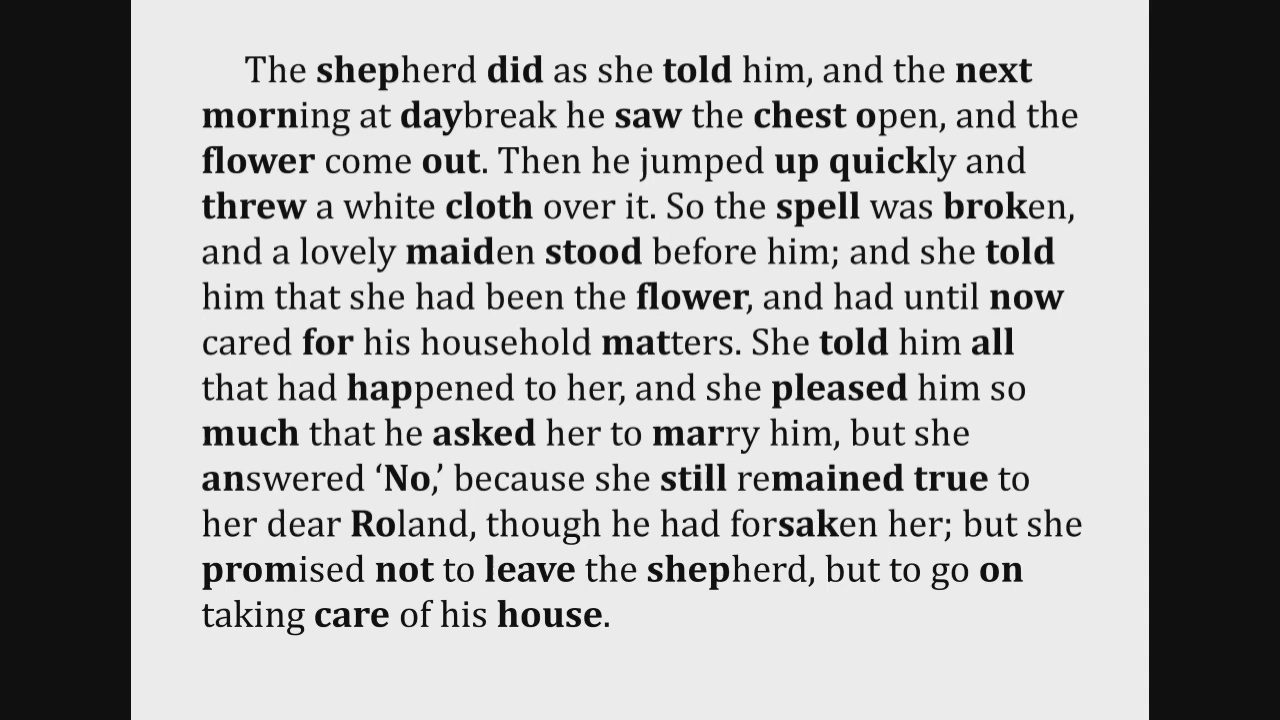 The shepherd did as she told him, and the next
morning at daybreak he saw the chest open, and the
flower come out. Then he jumped up quickly and
threw a white cloth over it. So the spell was broken,
and a lovely maiden stood before him; and she told
him that she had been the flower, and had until now
cared for his household matters. She told him all
that had happened to her, and she pleased him so
much that he asked her to marry him, but she
answered ‘No,’ because she still remained true to
her dear Roland, though he had forsaken her; but she
promised not to leave the shepherd, but to go on
taking care of his house.